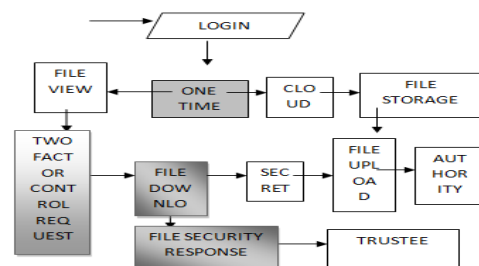 LOGIN
FILE
VIEW
ONE
TIME
CLO
UD
FILE
STORAGE
TWO
FACT
OR
CONT
ROL
REQ
UEST
FILE
DOW
NLO
SEC
RET
FILE
UPL
OA
D
AUT
HOR
ITY
FILE SECURITY
RESPONSE
TRUSTEE